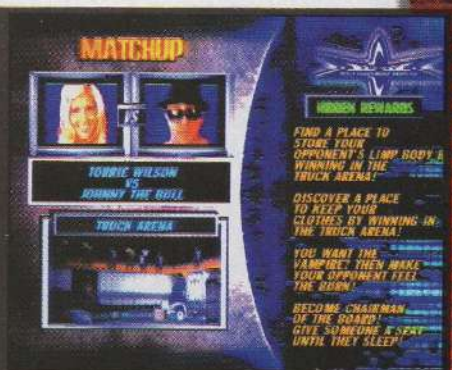 MATCHUP
VS
TORRIE WILSON
VS
JOHNNY THE BULL
TRUCK ARENA
HIDDEN REWARDS
FIND A PLACE TO
STORE YOUR
OPPONENT'S LIMP BODY
WINNING IN THE
TRUCK ARENA!
DISCOVER A PLACE
TO KEEP YOUR
CLOTHES BY WINNING IN
THE TRUCK ARENA!
YOU WANT THE
VAMPIRE? THEN MAKE
YOUR OPPONENT FEEL
THE BURN!
BECOME CHAIRMAN
OF THE BOARD!
GIVE SOMEONE A SEAT
UNTIL THEY SLEEP!